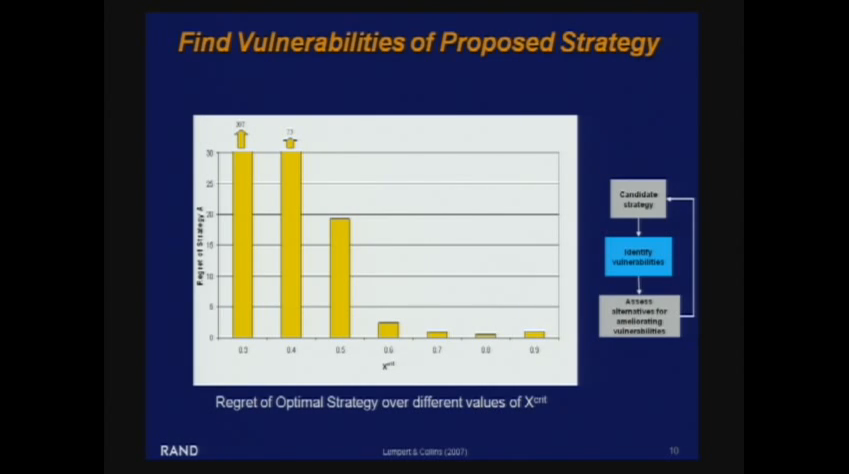 Find Vulnerabilities of Proposed Strategy
30
25
20
15
10
5
0
Regret of Strategy A
0.3
0.4
0.5
0.6
0.7
0.8
0.9
Xcrit
Regret of Optimal Strategy over different values of Xcrit
Candidate
strategy
Identify
vulnerabilities
Assess
alternatives for
ameliorating
vulnerabilities
RAND
Lempert & Collins (2007)
10